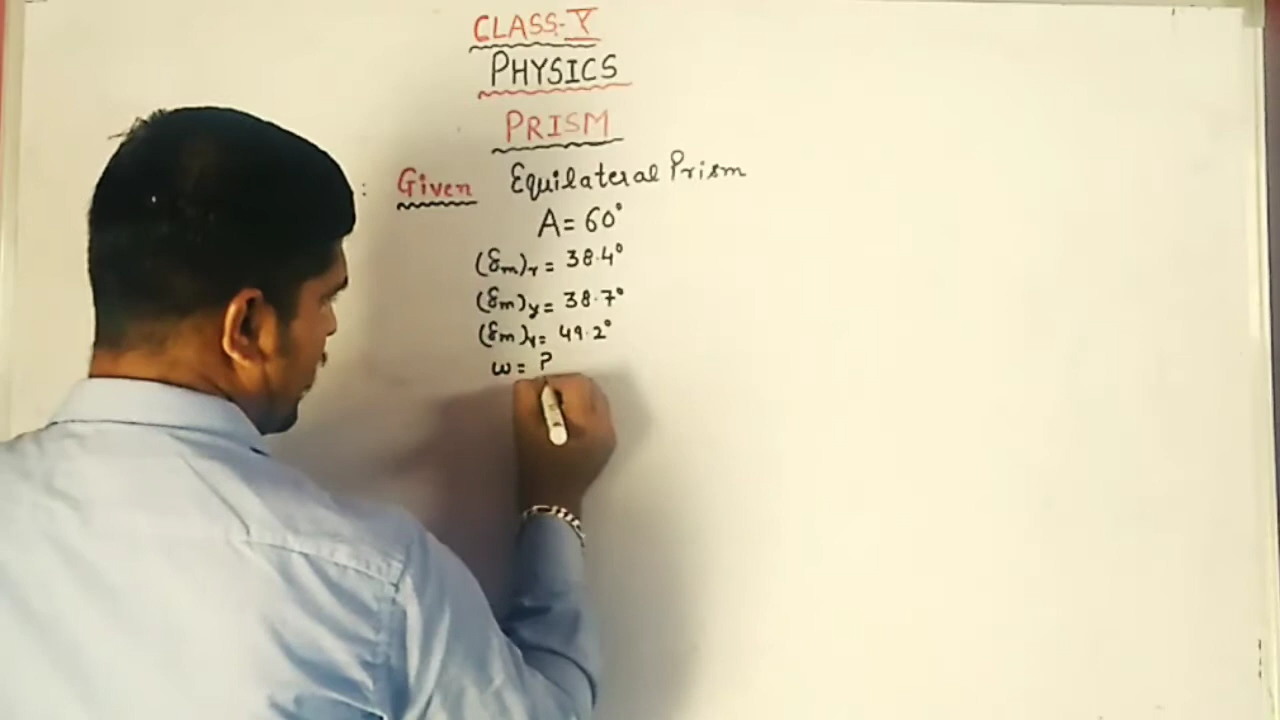 CLASS-V
PHYSICS
PRISM
: Given Equilateral Prism
A = 60°
(δm)r = 38.4°
(δm)y = 38.7°
(δm)v = 49.2°
ω = ?